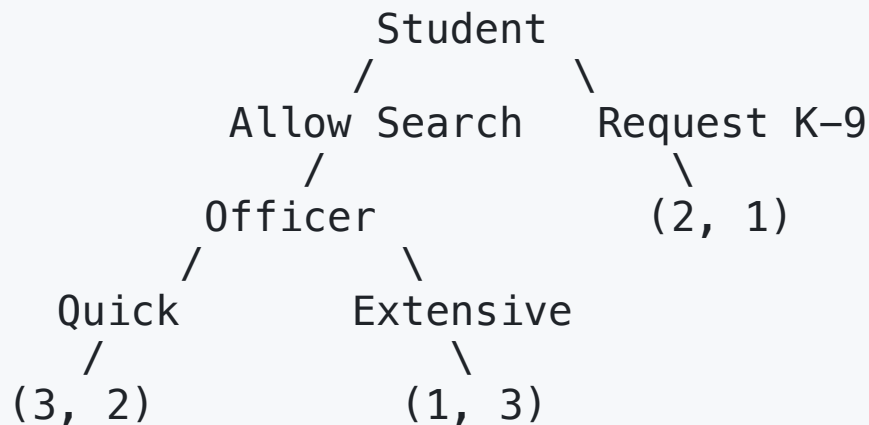 Student
/ \
Allow Search Request K–9
/ \
Officer (2, 1)
/ \
Quick Extensive
/ \
(3, 2) (1, 3)